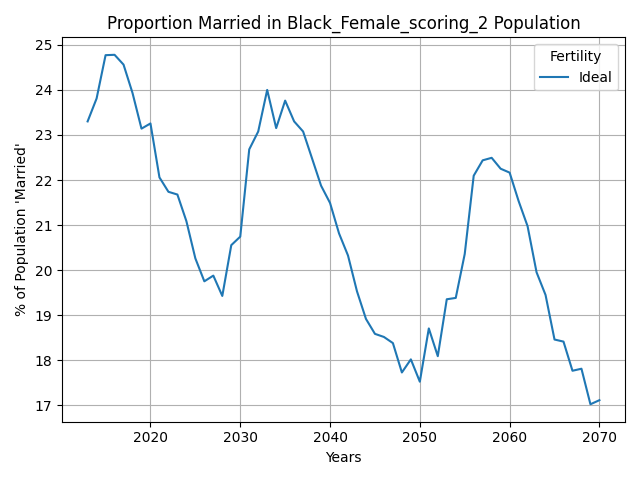 Proportion Married in Black_Female_scoring_2 Population
% of Population 'Married'
25
24
23
22
21
20
19
18
17
Fertility
Ideal
2020 2030 2040 2050 2060 2070
Years